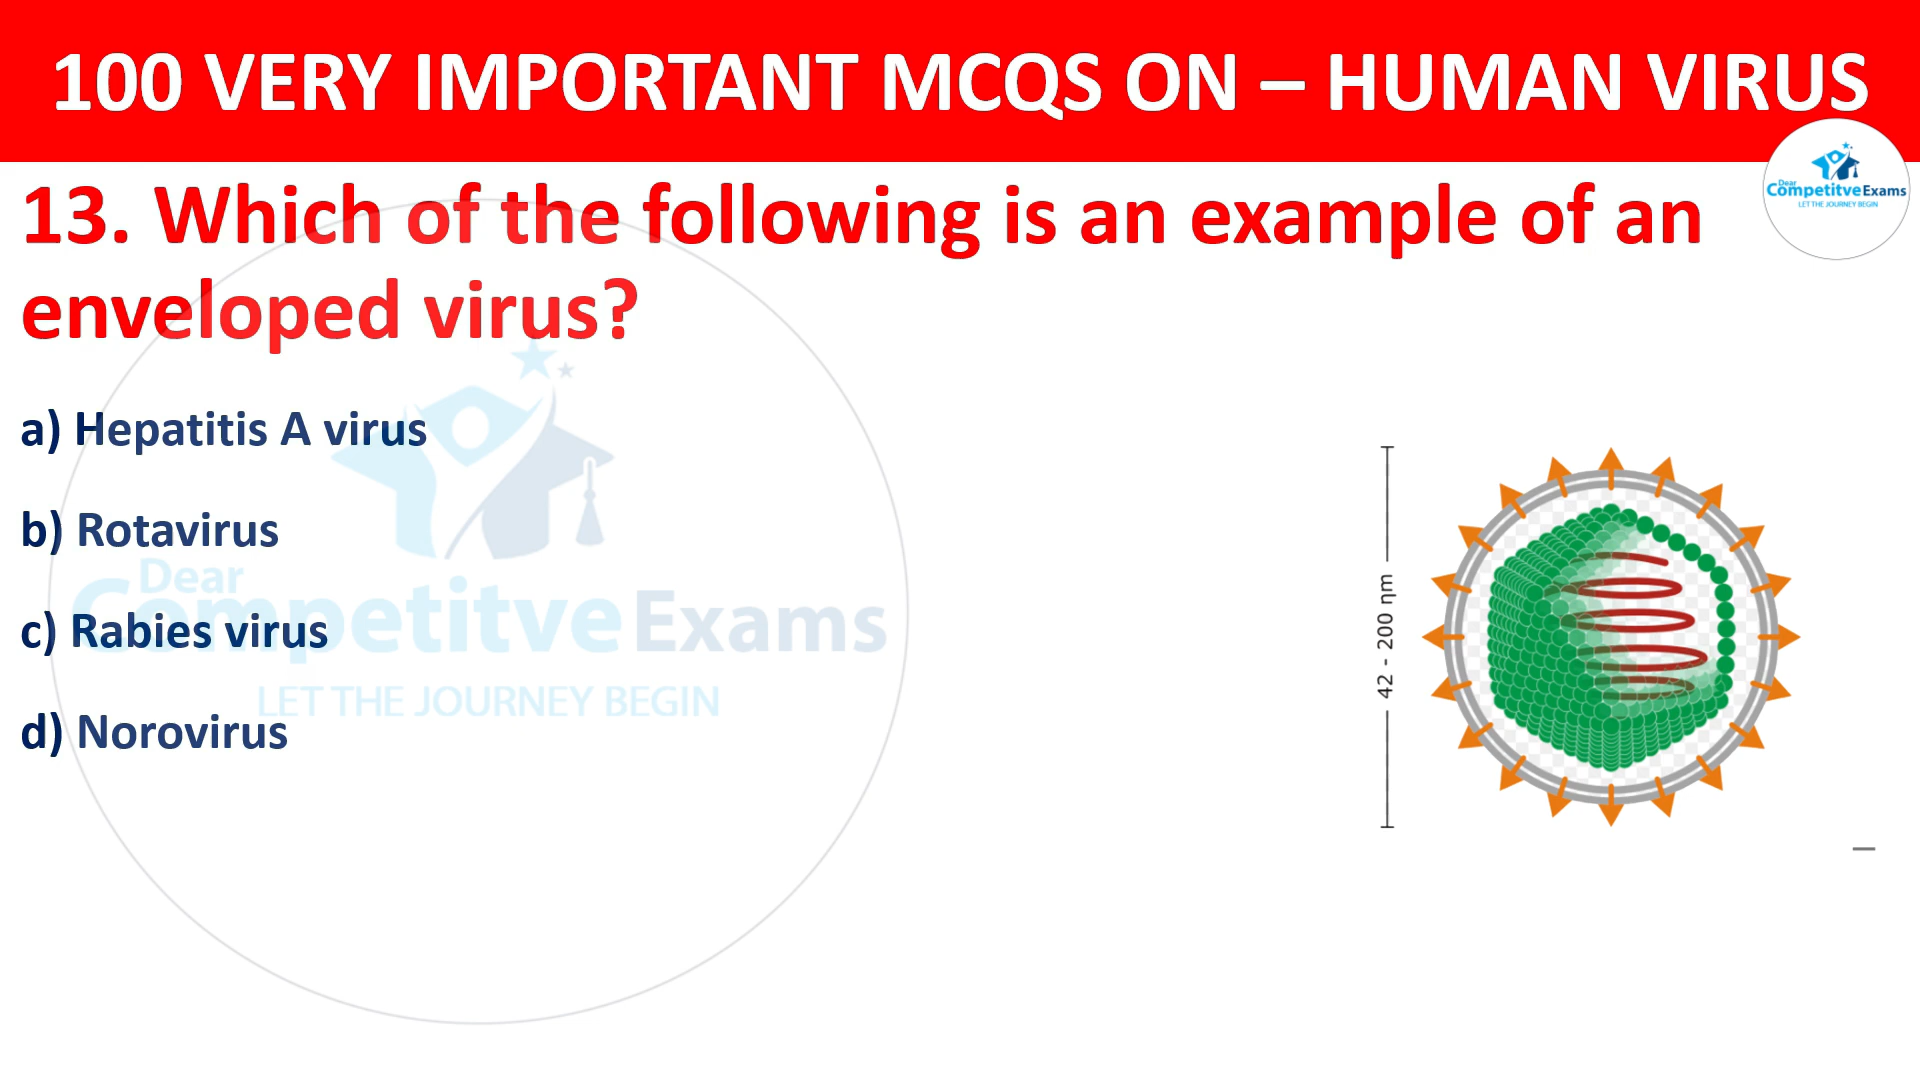 100 VERY IMPORTANT MCQS ON – HUMAN VIRUS
Dear
CompetitveExams
LET THE JOURNEY BEGIN
13. Which of the following is an example of an
enveloped virus?
a) Hepatitis A virus
b) Rotavirus
Dear
CompetitveExams
c) Rabies virus
LET THE JOURNEY BEGIN
d) Norovirus
42 - 200 ηm